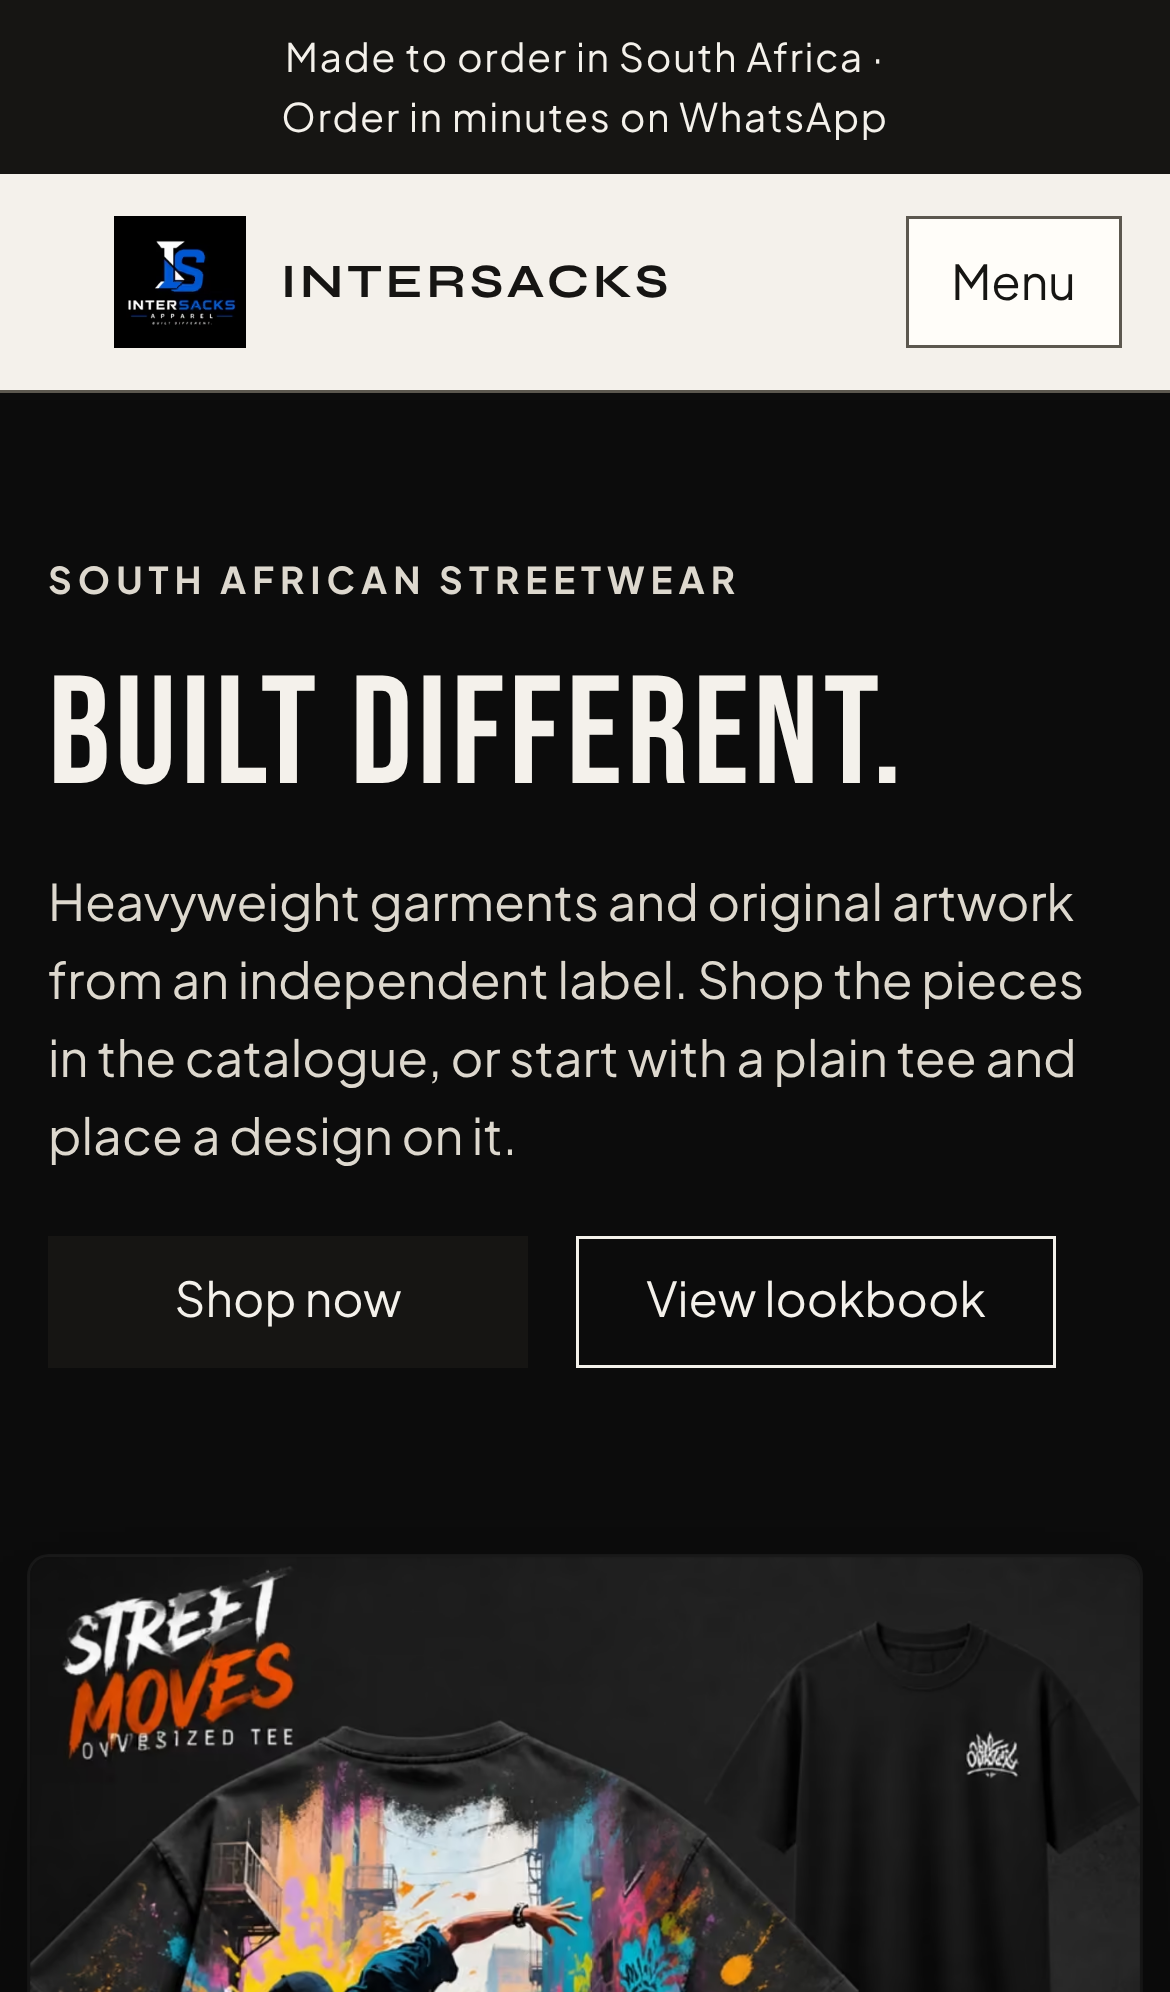 Made to order in South Africa ·
Order in minutes on WhatsApp
INTERSACKS
APPAREL
BUILT DIFFERENT.
INTERSACKS
Menu
SOUTH AFRICAN STREETWEAR
BUILT DIFFERENT.
Heavyweight garments and original artwork
from an independent label. Shop the pieces
in the catalogue, or start with a plain tee and
place a design on it.
Shop now
View lookbook
STREET
MOVES
TEE